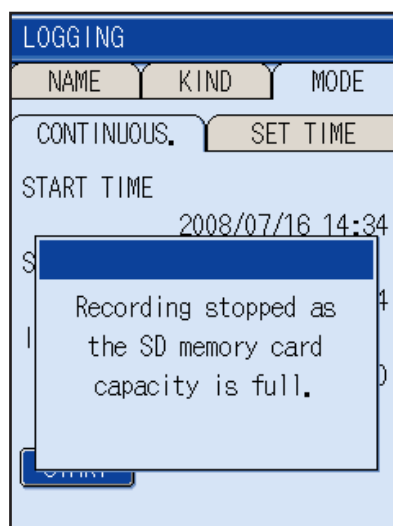 LOGGING
NAME KIND MODE
CONTINUOUS. SET TIME
START TIME
2008/07/16 14:34
Recording stopped as
the SD memory card
capacity is full.